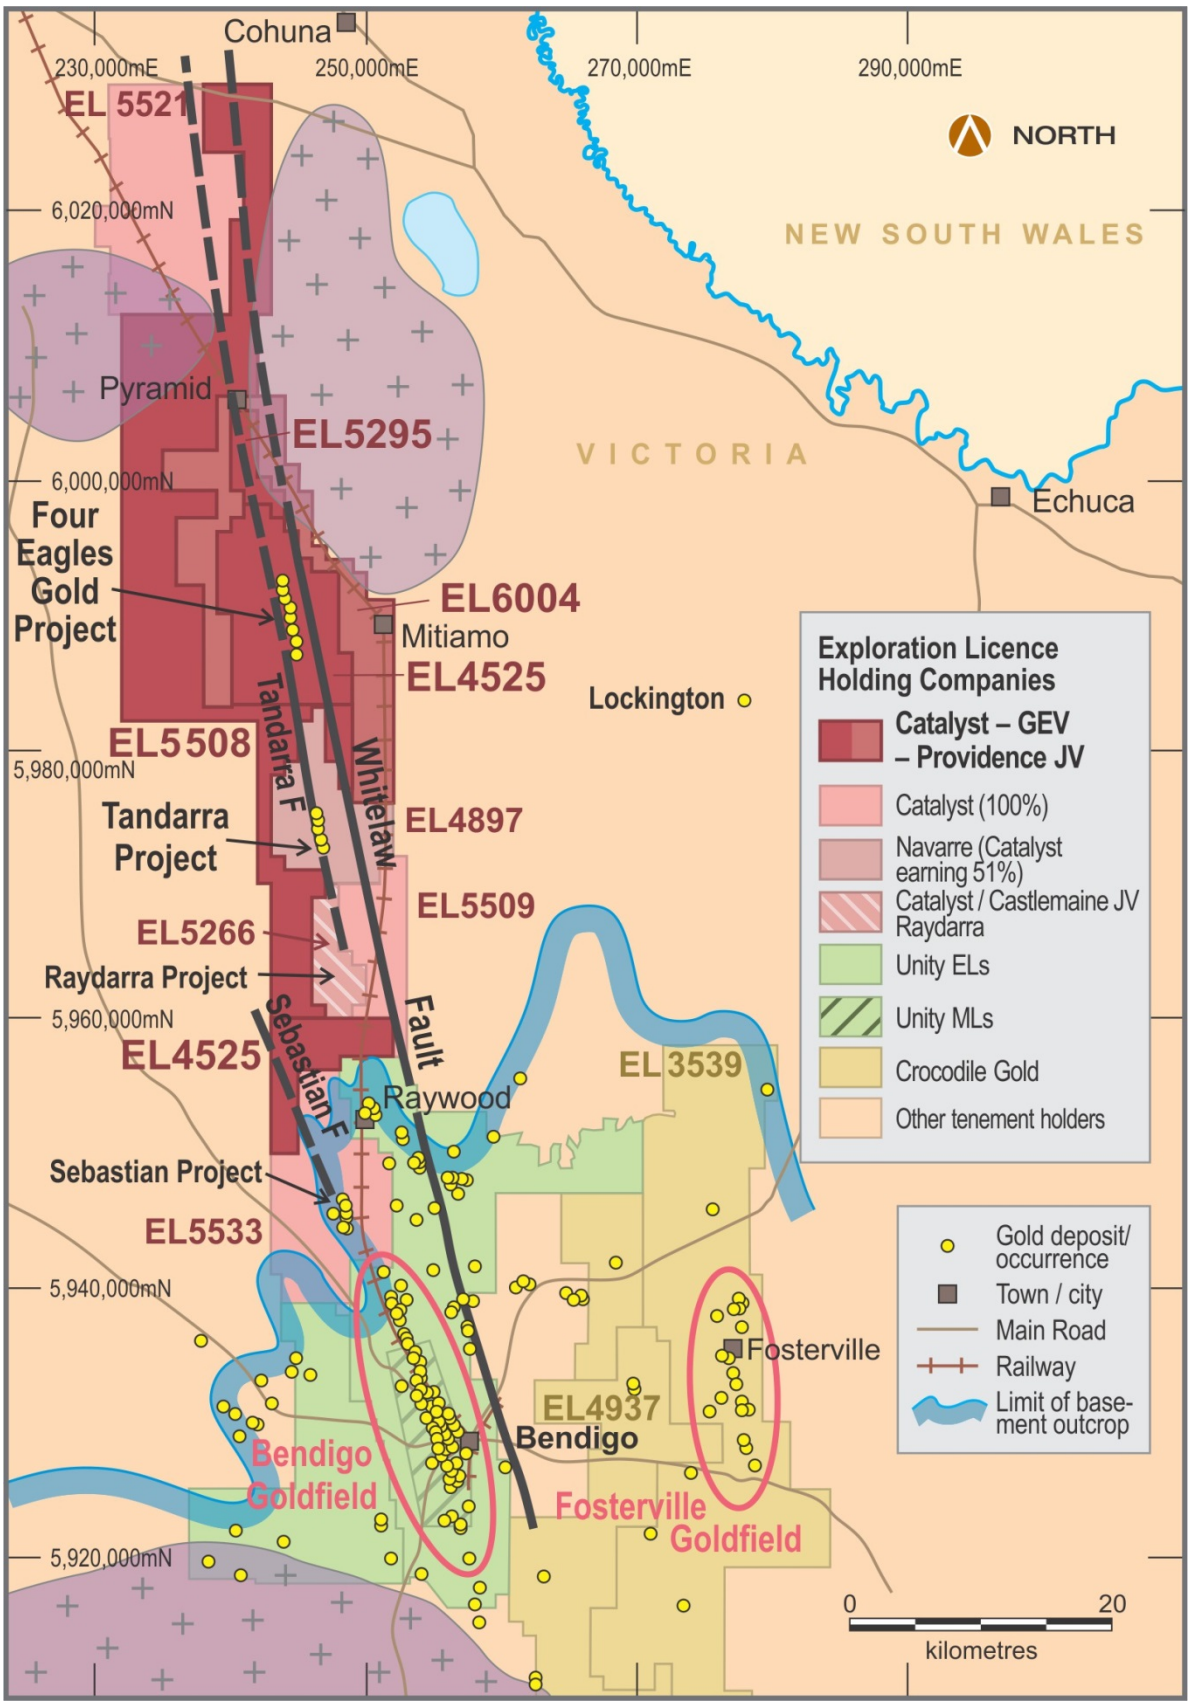 Cohuna
230,000mE
250,000mE
270,000mE
290,000mE
EL 5521
NORTH
6,020,000mN
NEW SOUTH WALES
Pyramid
EL5295
VICTORIA
6,000,000mN
Echuca
Four
Eagles
Gold
Project
EL6004
Mitiamo
EL4525
Lockington
Tandarra F
EL5508
Whitelaw
5,980,000mN
Tandarra
Project
EL4897
EL5509
EL5266
Raydarra Project
Sebastian F
Fault
5,960,000mN
EL4525
EL3539
Raywood
Sebastian Project
EL5533
5,940,000mN
Fosterville
EL4937
Bendigo
Bendigo
Goldfield
Fosterville
Goldfield
5,920,000mN
Exploration Licence
Holding Companies
Catalyst – GEV
– Providence JV
Catalyst (100%)
Navarre (Catalyst
earning 51%)
Catalyst / Castlemaine JV
Raydarra
Unity ELs
Unity MLs
Crocodile Gold
Other tenement holders
Gold deposit/
occurrence
Town / city
Main Road
Railway
Limit of base-
ment outcrop
0
20
kilometres